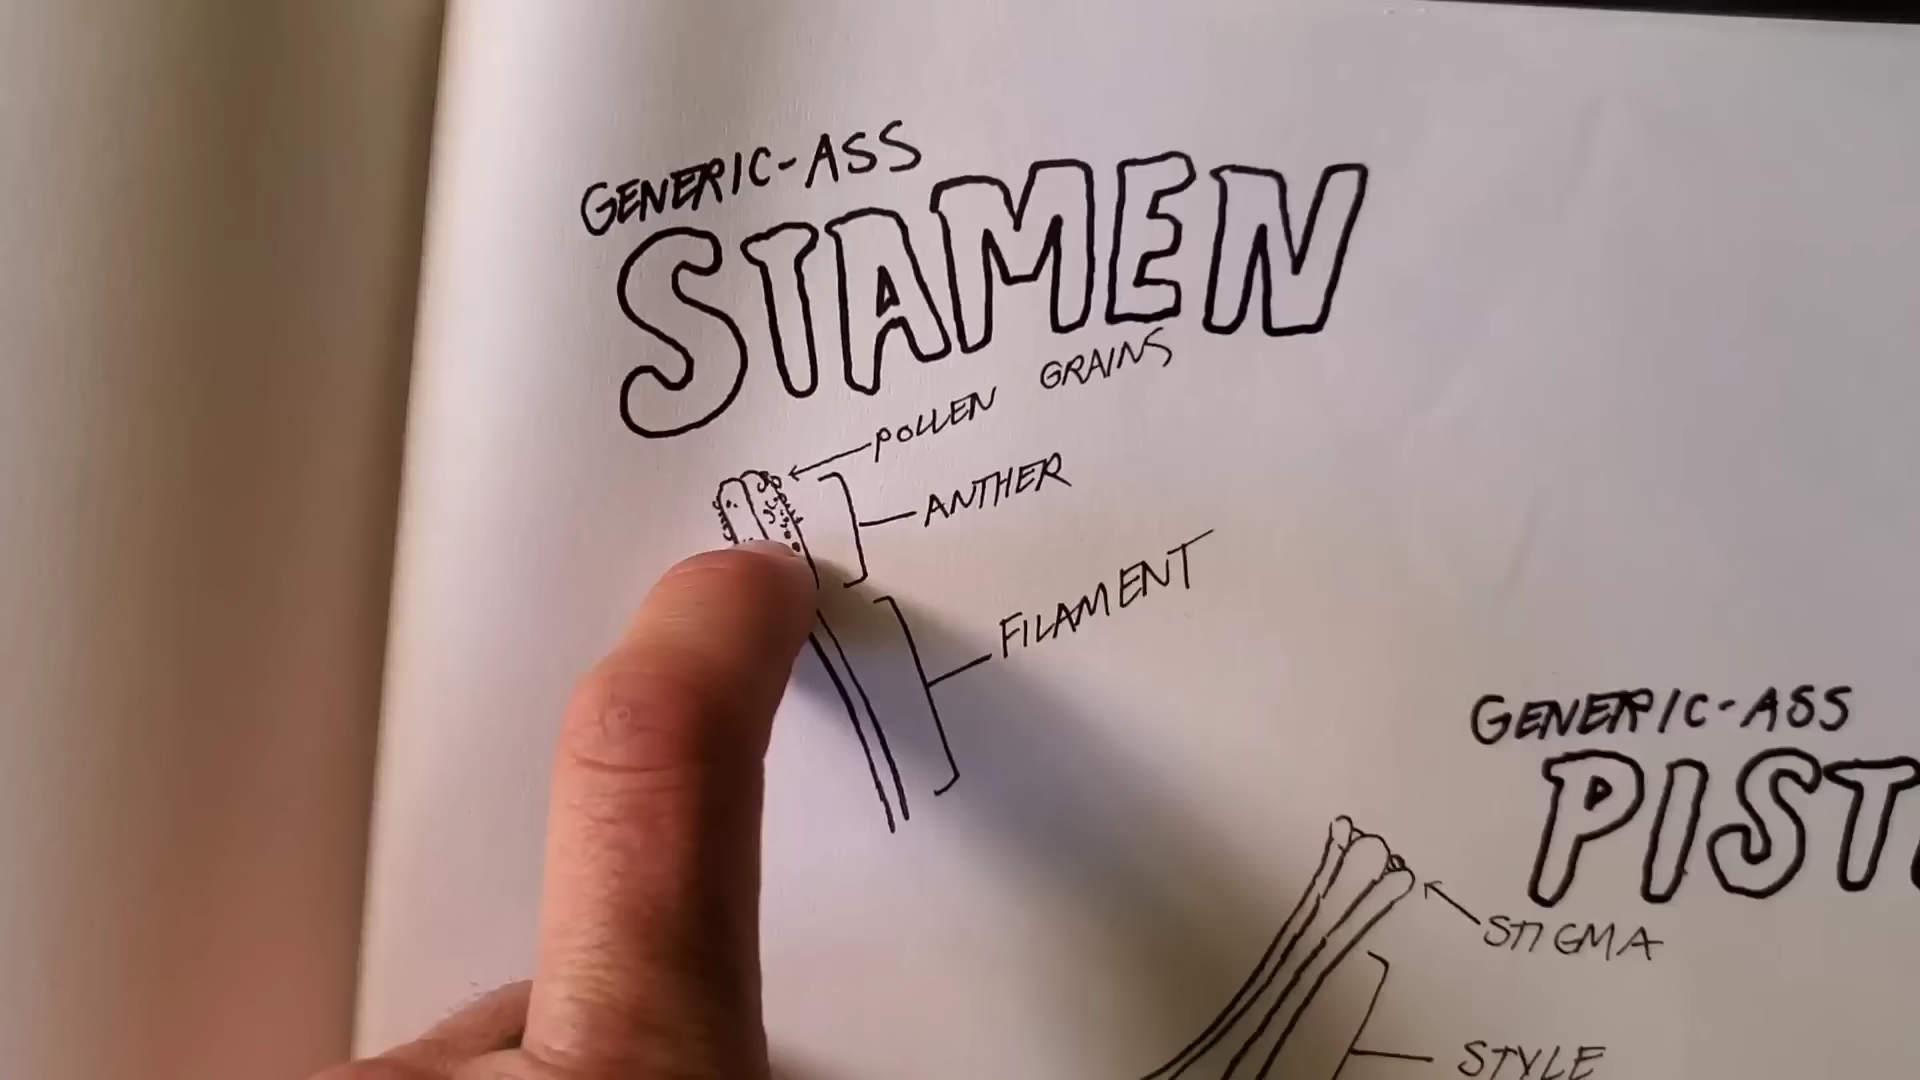 GENERIC-ASS
STAMEN
POLLEN GRAINS
ANTHER
FILAMENT
GENERIC-ASS
STIGMA
STYLE